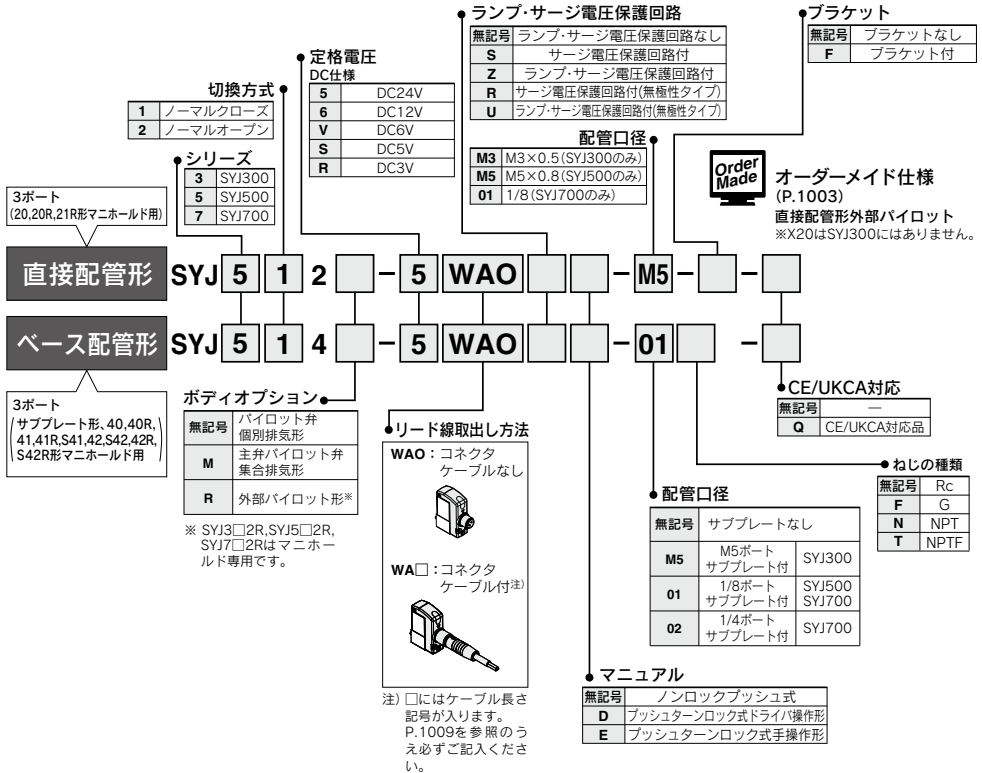 ランプ・サージ電圧保護回路
無記号 ランプ・サージ電圧保護回路なし
S サージ電圧保護回路付
Z ランプ・サージ電圧保護回路付
R サージ電圧保護回路付(無極性タイプ)
U ランプ・サージ電圧保護回路付(無極性タイプ)
ブラケット
無記号 ブラケットなし
F ブラケット付
定格電圧
DC仕様
5 DC24V
6 DC12V
V DC6V
S DC5V
R DC3V
切換方式
1 ノーマルクローズ
2 ノーマルオープン
配管口径
M3 M3×0.5(SYJ300のみ)
M5 M5×0.8(SYJ500のみ)
01 1/8(SYJ700のみ)
シリーズ
3 SYJ300
5 SYJ500
7 SYJ700
Order
Made
オーダーメイド仕様
(P.1003)
直接配管形外部パイロット
※X20はSYJ300にはありません。
3ポート
(20,20R,21R形マニホールド用)
直接配管形 SYJ 5 1 2 □-5 WAO □ □-M5-□-□
ベース配管形 SYJ 5 1 4 □-5 WAO □ □-01 □ -□
3ポート
(サブプレート形、40,40R,
41,41R,S41,42,S42,42R,
S42R形マニホールド用)
ボディオプション
無記号 パイロット弁
個別排気形
M 主弁パイロット弁
集合排気形
R 外部パイロット形※
※ SYJ3□2R,SYJ5□2R,
SYJ7□2Rはマニホー
ルド専用です。
リード線取出し方法
WAO：コネクタ
ケーブルなし
WA□：コネクタ
ケーブル付注)
注) □にはケーブル長さ
記号が入ります。
P.1009を参照のう
え必ずご記入くださ
い。
CE/UKCA対応
無記号 —
Q CE/UKCA対応品
ねじの種類
無記号 Rc
F G
N NPT
T NPTF
配管口径
無記号 サブプレートなし
M5 M5ポート
サブプレート付 SYJ300
01 1/8ポート
サブプレート付 SYJ500
SYJ700
02 1/4ポート
サブプレート付 SYJ700
マニュアル
無記号 ノンロックプッシュ式
D プッシュターンロック式ドライバ操作形
E プッシュターンロック式手操作形